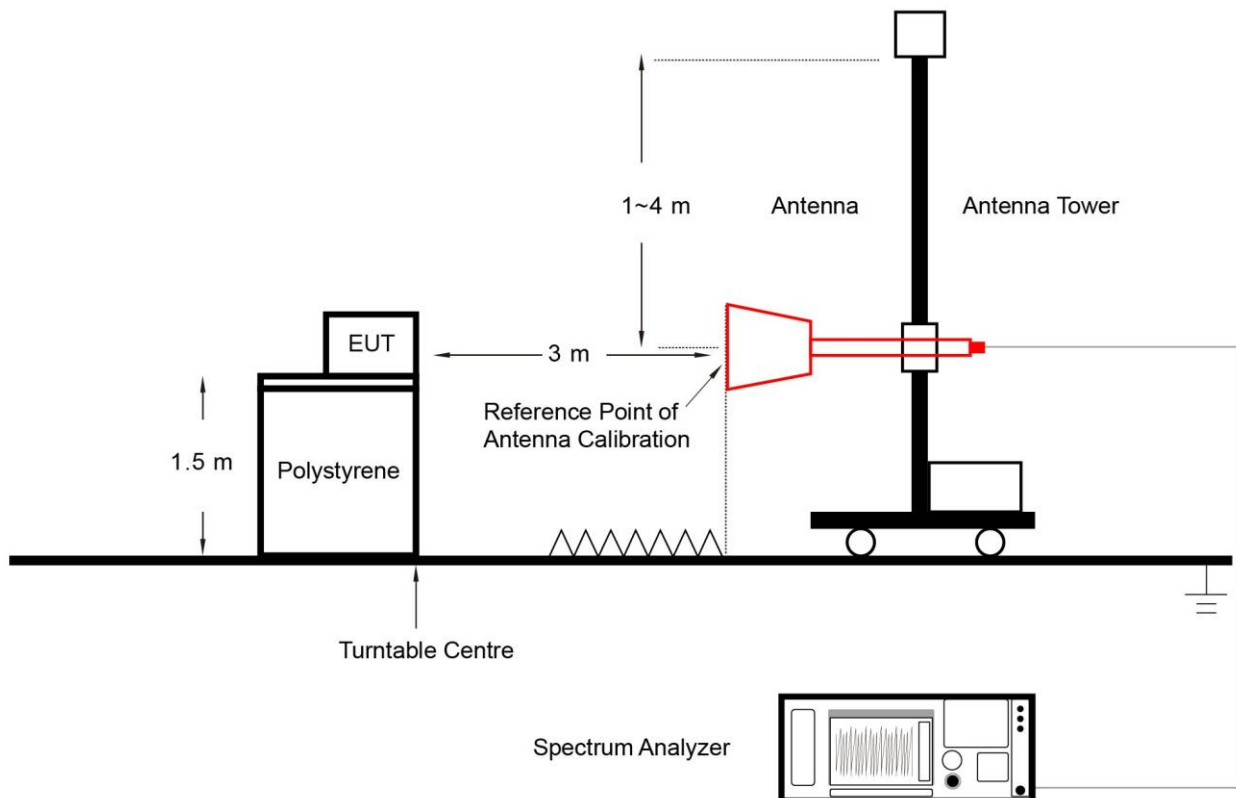 1~4 m
Antenna
Antenna Tower
EUT
3 m
Reference Point of
Antenna Calibration
1.5 m
Polystyrene
Turntable Centre
Spectrum Analyzer